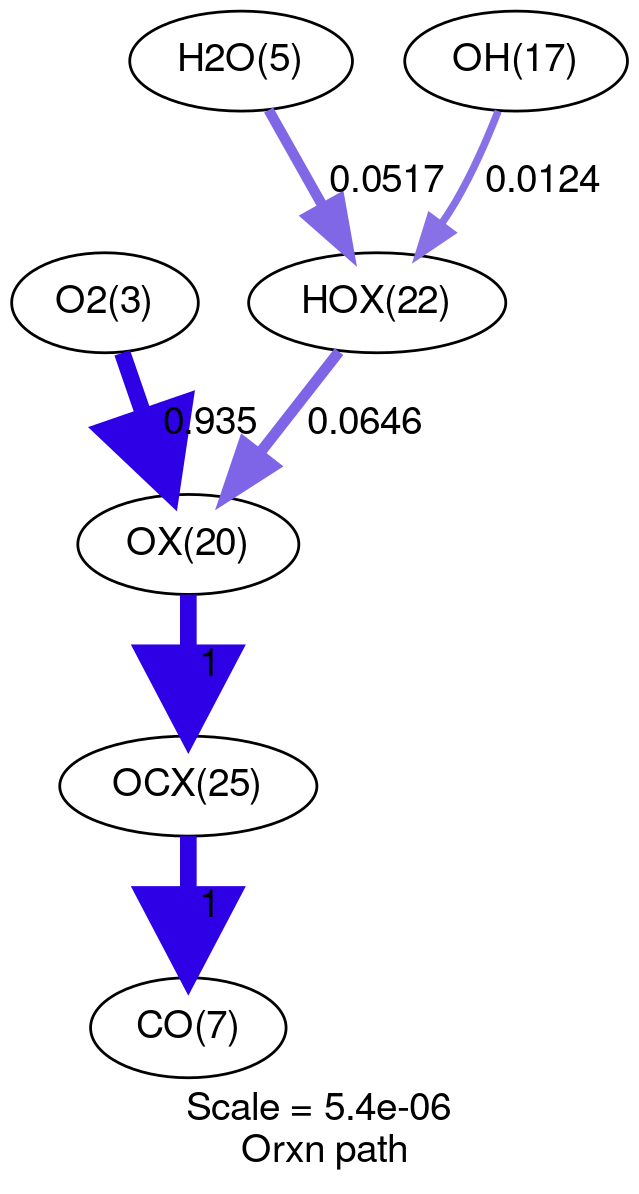 H2O(5)
OH(17)
0.0517
0.0124
O2(3)
HOX(22)
0.935
0.0646
OX(20)
1
OCX(25)
1
CO(7)
Scale = 5.4e-06
Orxn path